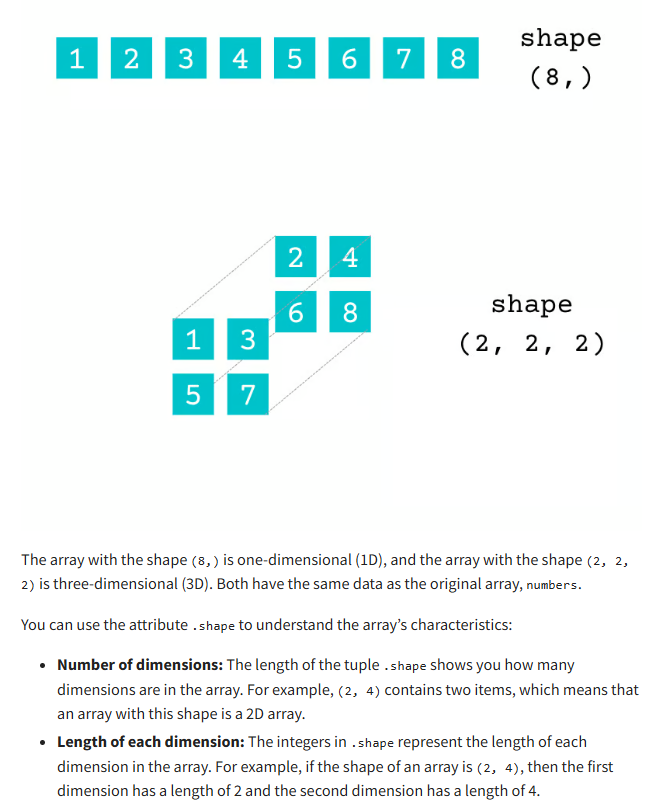 1 2 3 4 5 6 7 8
shape
(8,)
2 4
6 8
1 3
5 7
shape
(2, 2, 2)
The array with the shape (8,) is one-dimensional (1D), and the array with the shape (2, 2,
2) is three-dimensional (3D). Both have the same data as the original array, numbers.
You can use the attribute .shape to understand the array’s characteristics:
• Number of dimensions: The length of the tuple .shape shows you how many
dimensions are in the array. For example, (2, 4) contains two items, which means that
an array with this shape is a 2D array.
• Length of each dimension: The integers in .shape represent the length of each
dimension in the array. For example, if the shape of an array is (2, 4), then the first
dimension has a length of 2 and the second dimension has a length of 4.